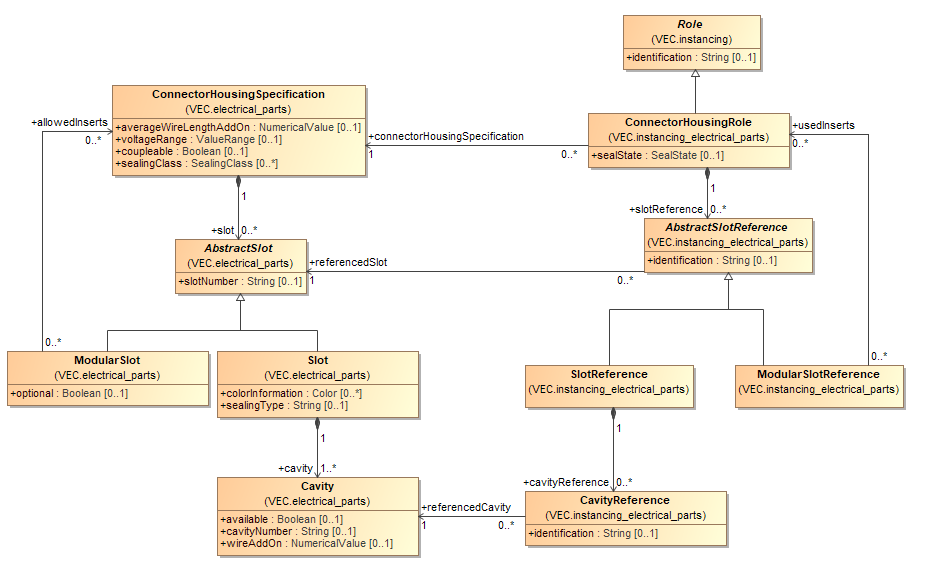 Role
(VEC.instancing)
+identification : String [0..1]
ConnectorHousingSpecification
(VEC.electrical_parts)
+averageWireLengthAddOn : NumericalValue [0..1]
+voltageRange : ValueRange [0..1]
+coupleable : Boolean [0..1]
+sealingClass : SealingClass [0..*]
+allowedInserts
0..*
+connectorHousingSpecification
1
0..*
ConnectorHousingRole
(VEC.instancing_electrical_parts)
+sealState : SealState [0..1]
+usedInserts
0..*
1
+slot
0..*
1
+slotReference
0..*
AbstractSlot
(VEC.electrical_parts)
+slotNumber : String [0..1]
+referencedSlot
1
0..*
AbstractSlotReference
(VEC.instancing_electrical_parts)
+identification : String [0..1]
0..*
0..*
ModularSlot
(VEC.electrical_parts)
+optional : Boolean [0..1]
Slot
(VEC.electrical_parts)
+colorInformation : Color [0..*]
+sealingType : String [0..1]
SlotReference
(VEC.instancing_electrical_parts)
ModularSlotReference
(VEC.instancing_electrical_parts)
1
+cavity
1..*
1
+cavityReference
0..*
Cavity
(VEC.electrical_parts)
+available : Boolean [0..1]
+cavityNumber : String [0..1]
+wireAddOn : NumericalValue [0..1]
+referencedCavity
1
0..*
CavityReference
(VEC.instancing_electrical_parts)
+identification : String [0..1]